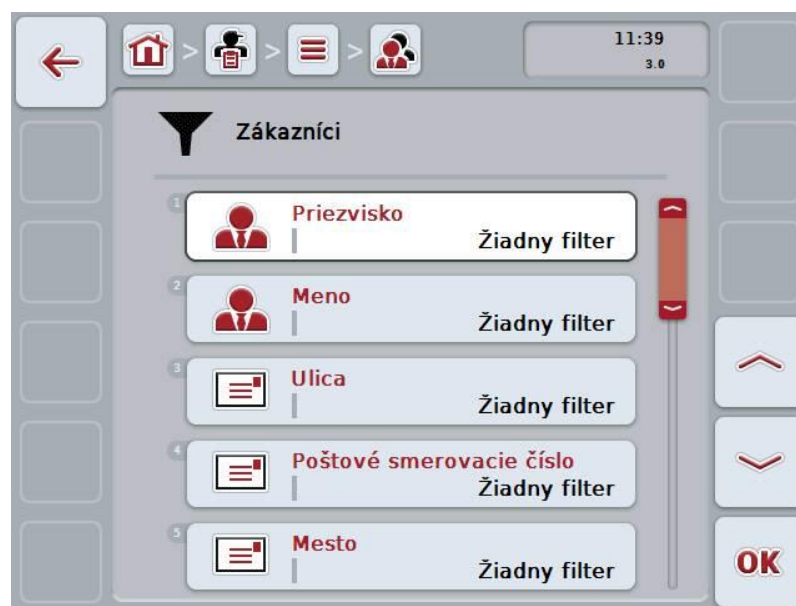 11:39
3.0
Zákazníci
1
Priezvisko
Žiadny filter
2
Meno
Žiadny filter
3
Ulica
Žiadny filter
4
Poštové smerovacie číslo
Žiadny filter
5
Mesto
Žiadny filter
OK